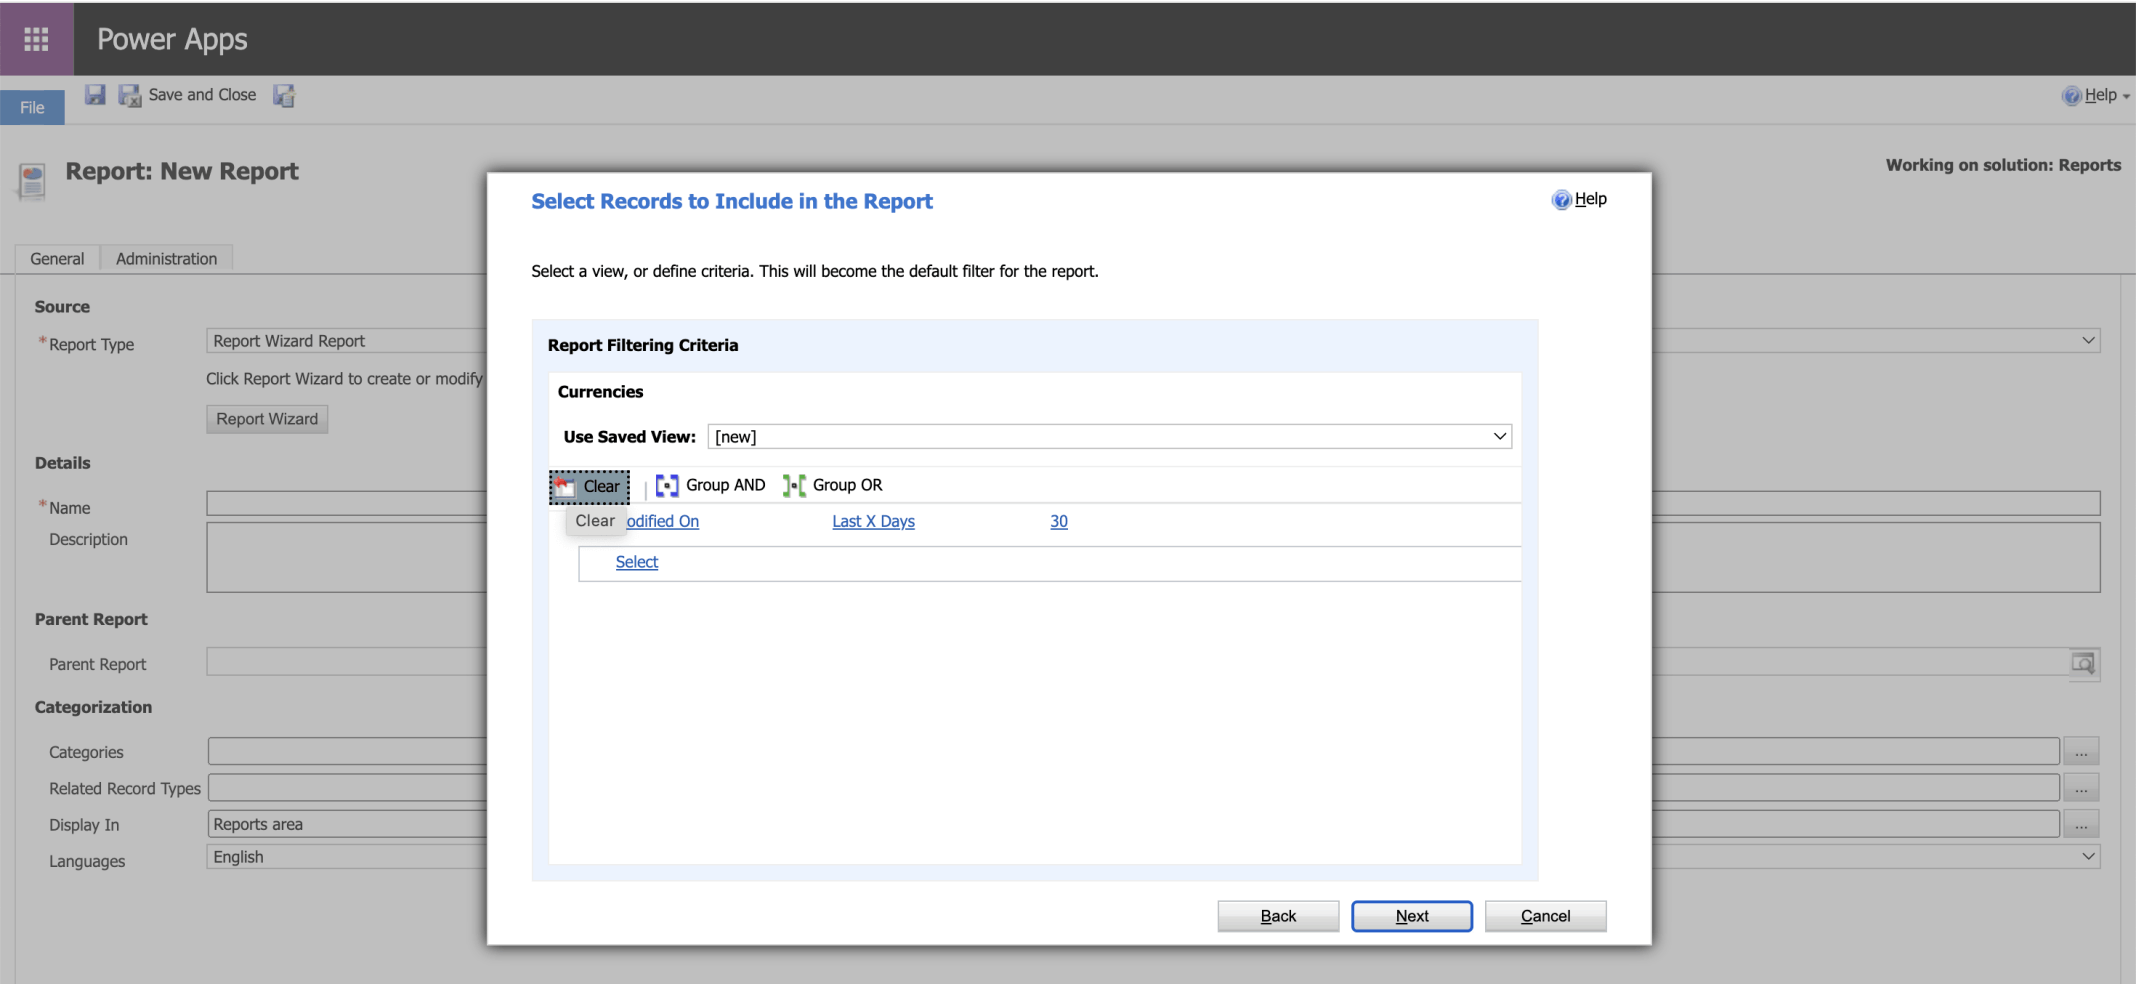 Power Apps
File
Save and Close
Help
Report: New Report
Working on solution: Reports
General
Administration
Source
*Report Type
Report Wizard Report
Click Report Wizard to create or modify
Report Wizard
Details
*Name
Description
Parent Report
Parent Report
Categorization
Categories
...
Related Record Types
...
Display In
Reports area
...
Languages
English
Select Records to Include in the Report
Help
Select a view, or define criteria. This will become the default filter for the report.
Report Filtering Criteria
Currencies
Use Saved View:
[new]
Clear
Group AND
Group OR
Clear
odified On
Last X Days
30
Select
Back
Next
Cancel